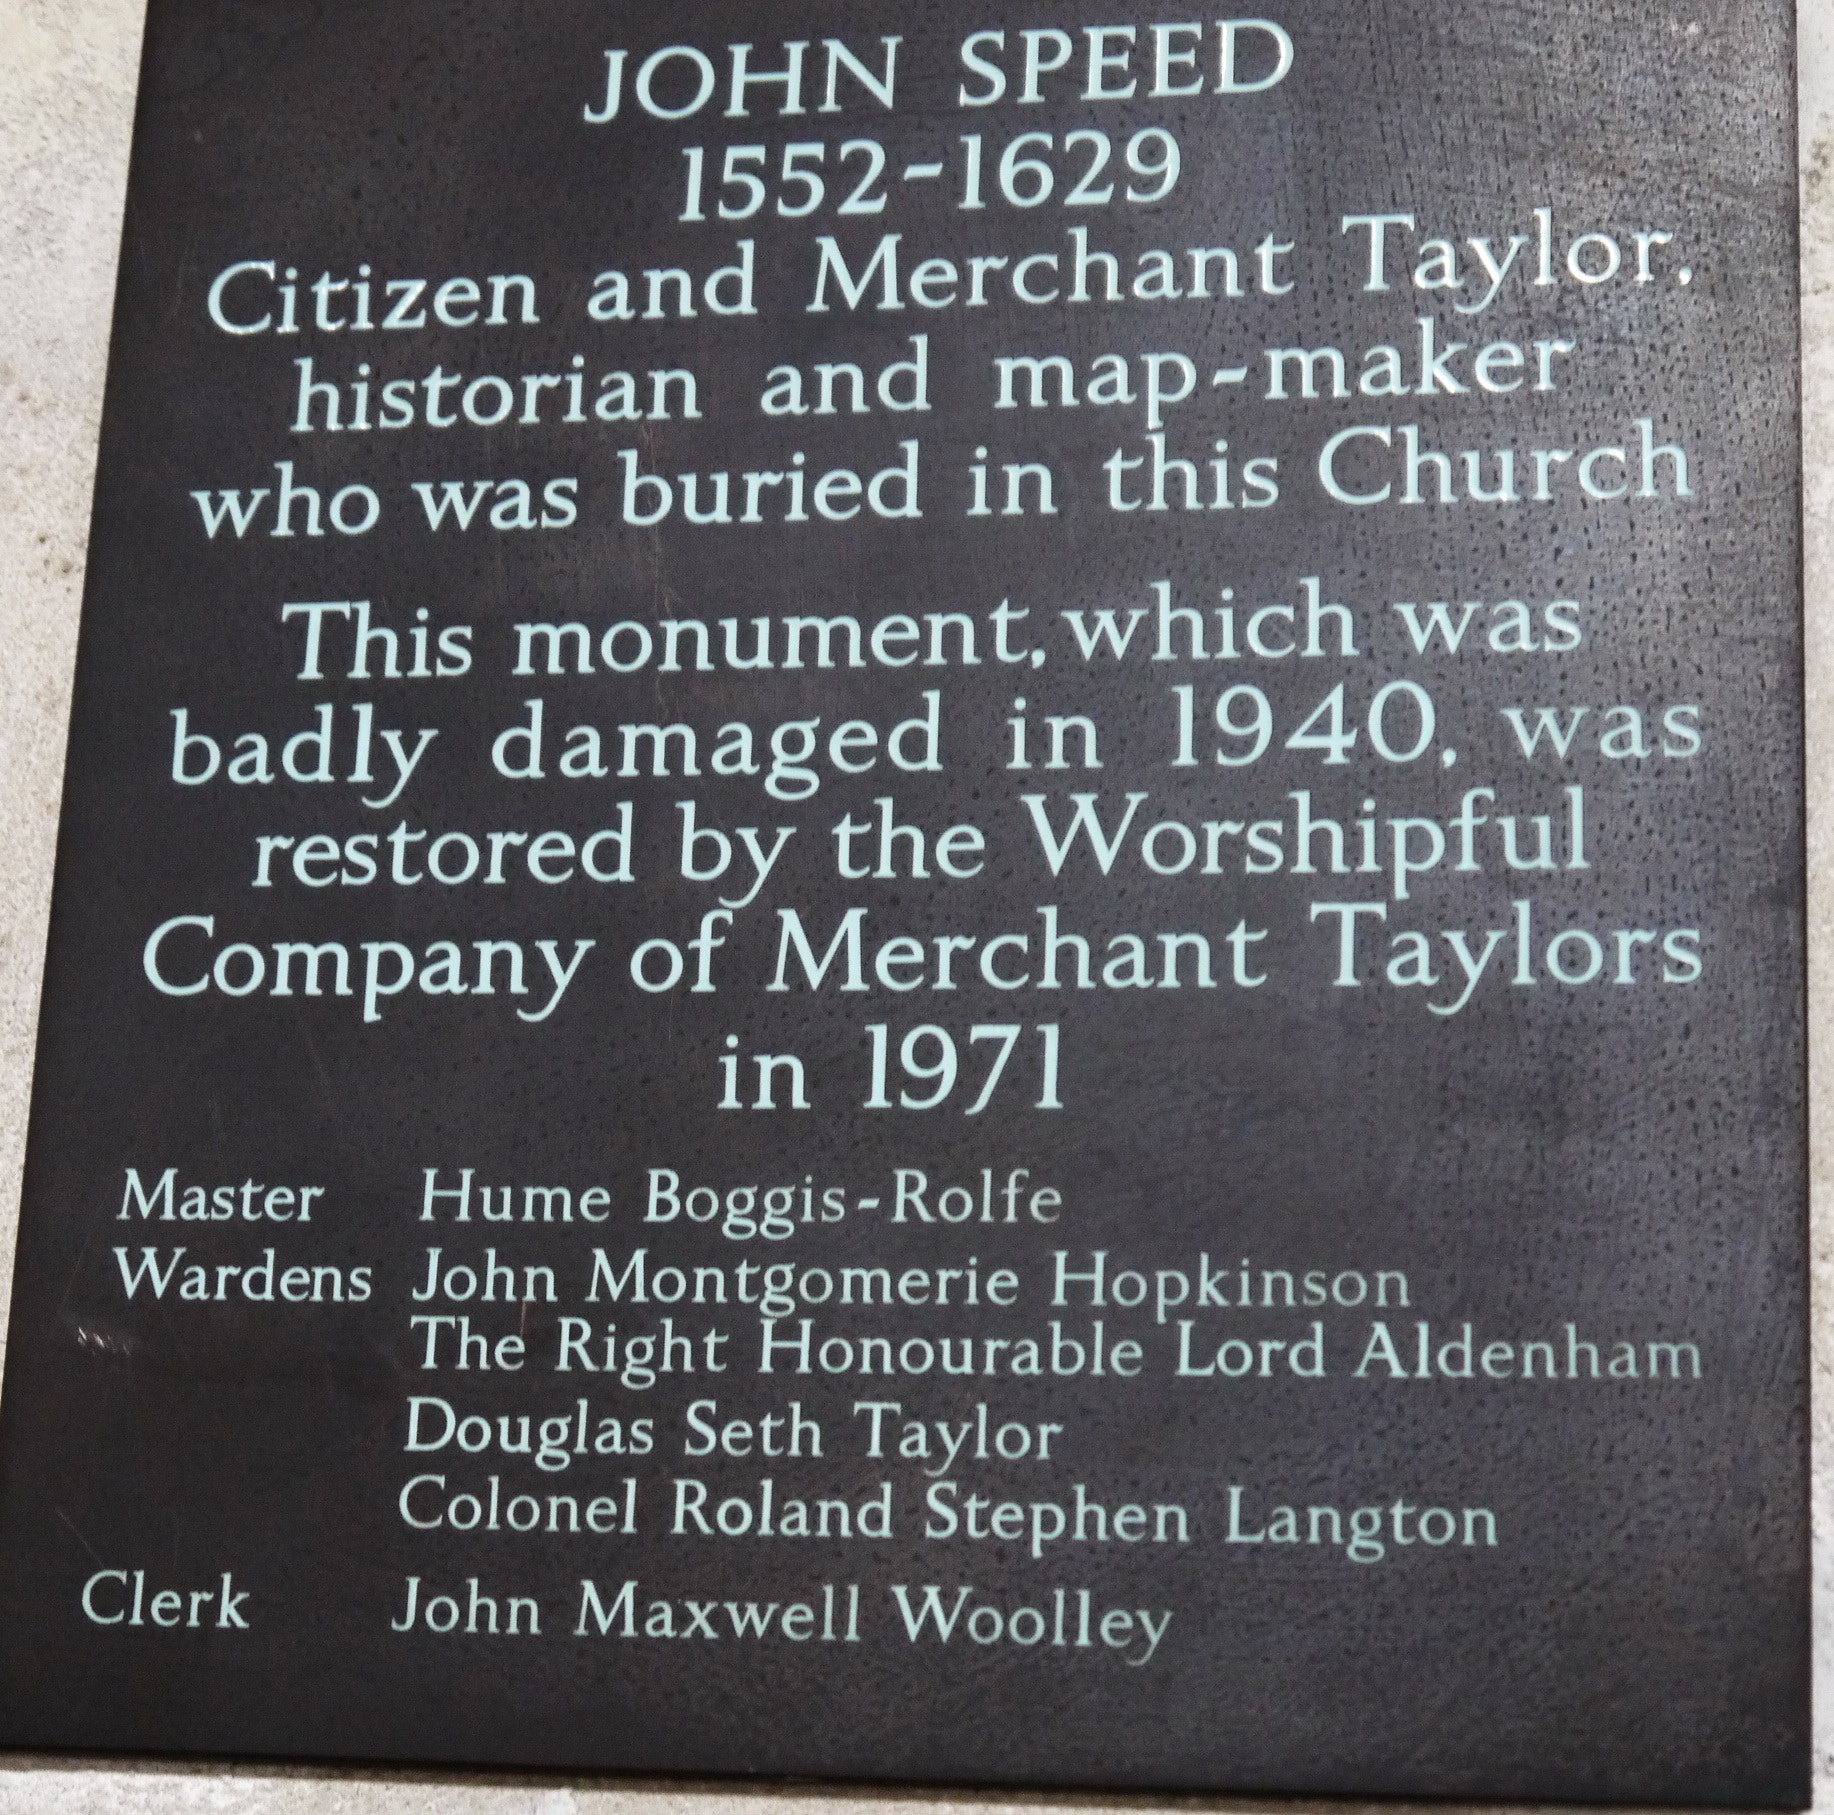 JOHN SPEED
1552-1629
Citizen and Merchant Taylor,
historian and map-maker
who was buried in this Church
This monument, which was
badly damaged in 1940, was
restored by the Worshipful
Company of Merchant Taylors
in 1971
Master Hume Boggis-Rolfe
Wardens John Montgomerie Hopkinson
The Right Honourable Lord Aldenham
Douglas Seth Taylor
Colonel Roland Stephen Langton
Clerk John Maxwell Woolley